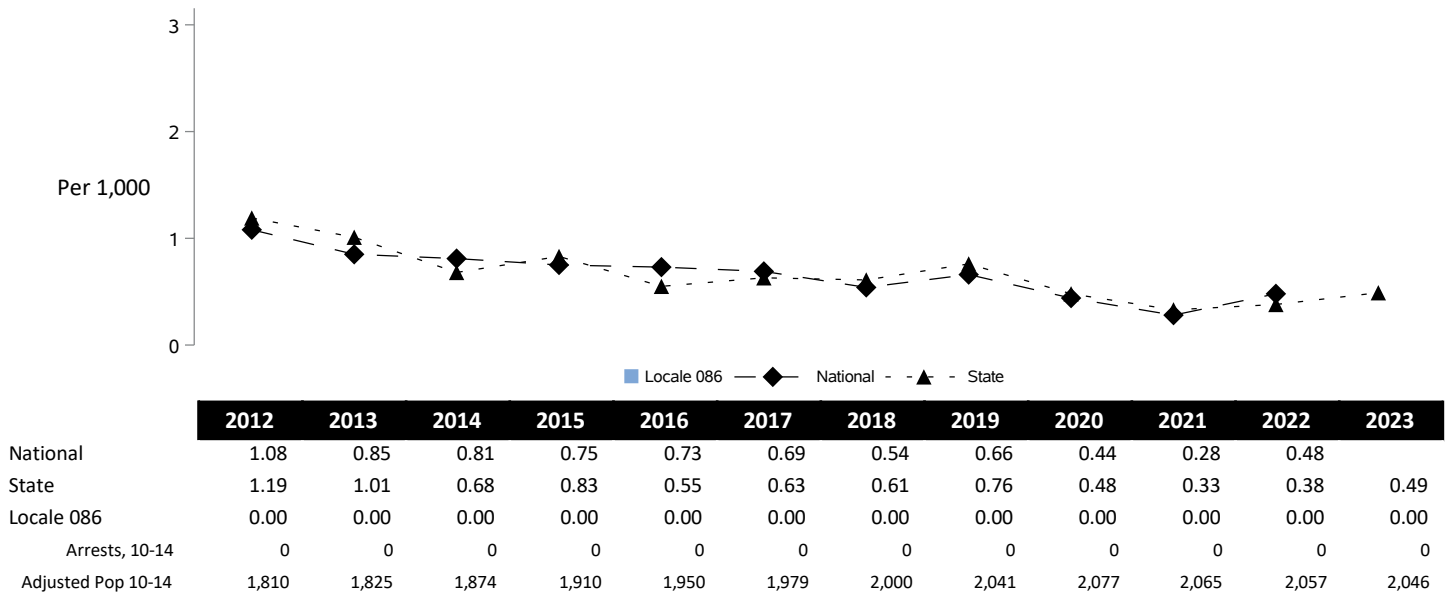 3
2
Per 1,000
1
0
Locale 086 National State
2012 2013 2014 2015 2016 2017 2018 2019 2020 2021 2022 2023
National 1.08 0.85 0.81 0.75 0.73 0.69 0.54 0.66 0.44 0.28 0.48
State 1.19 1.01 0.68 0.83 0.55 0.63 0.61 0.76 0.48 0.33 0.38 0.49
Locale 086 0.00 0.00 0.00 0.00 0.00 0.00 0.00 0.00 0.00 0.00 0.00 0.00
Arrests, 10-14 0 0 0 0 0 0 0 0 0 0 0 0
Adjusted Pop 10-14 1,810 1,825 1,874 1,910 1,950 1,979 2,000 2,041 2,077 2,065 2,057 2,046